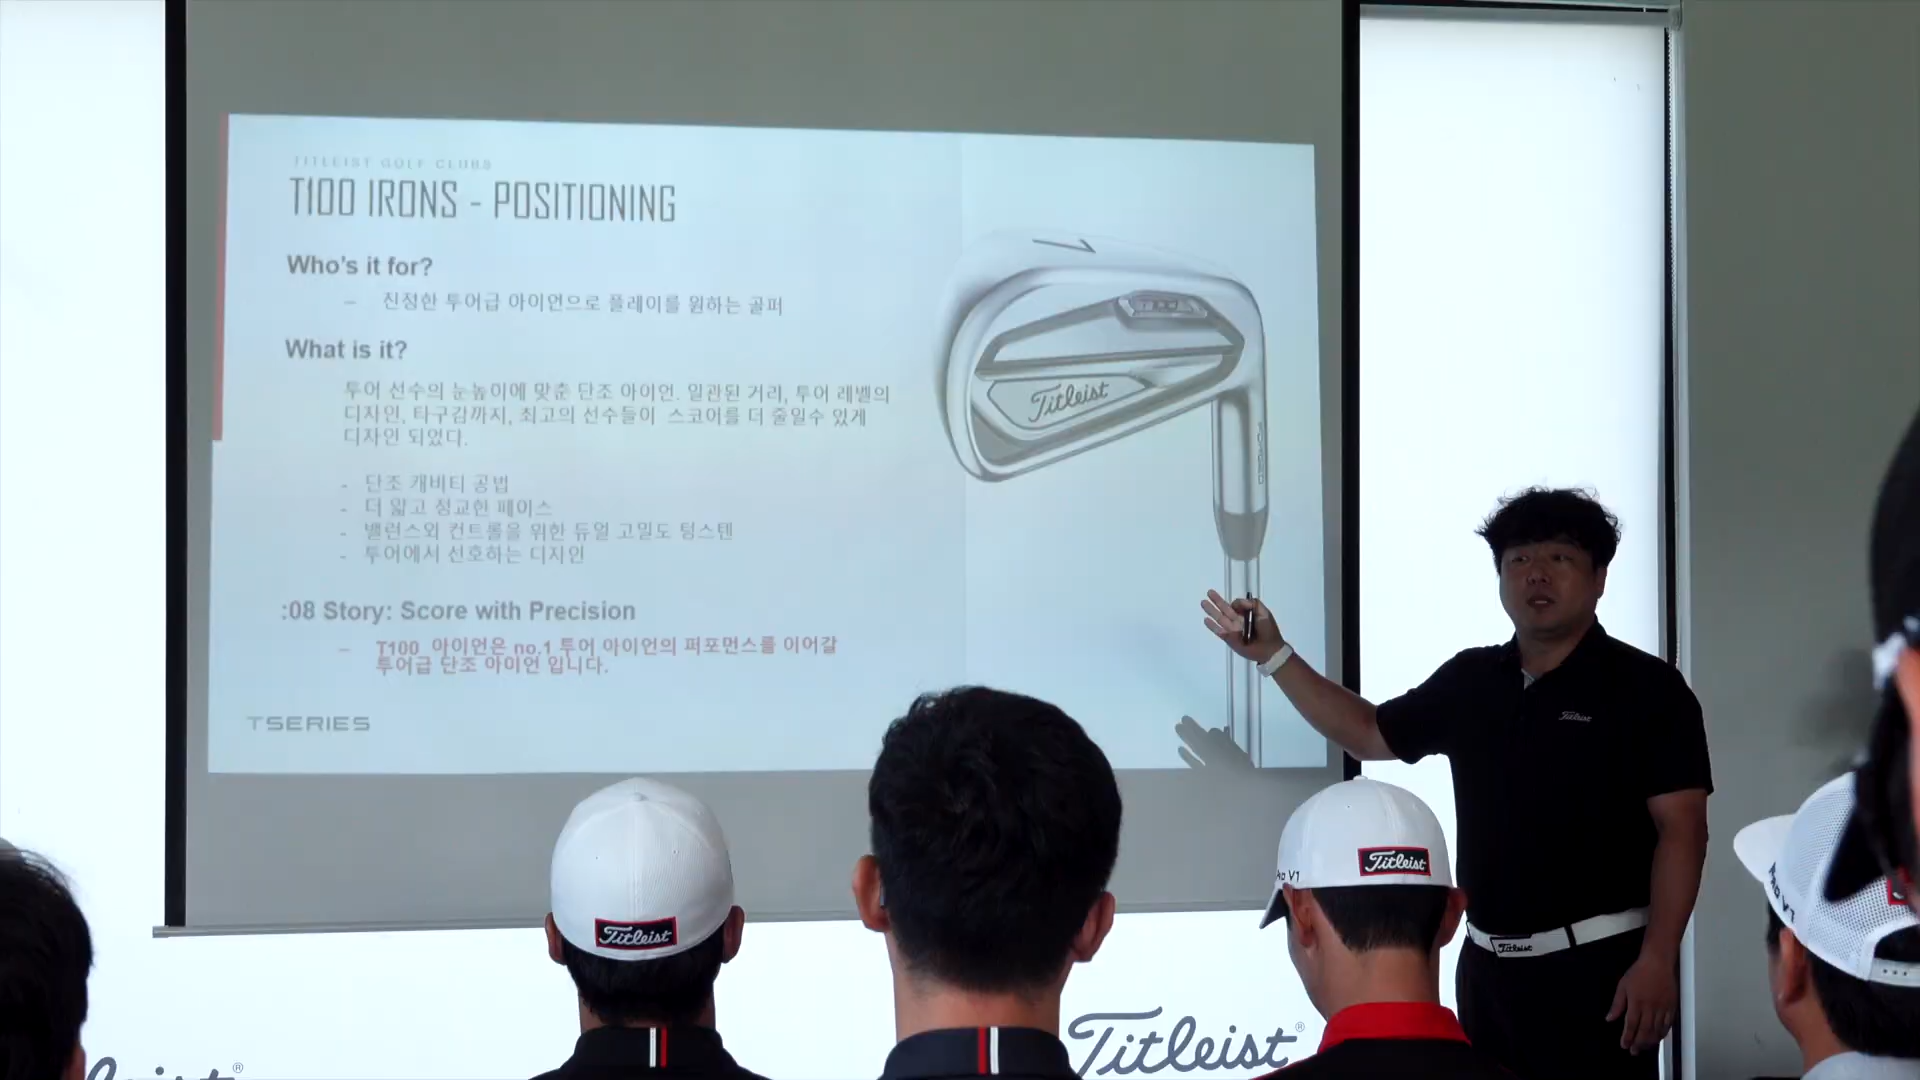 TITLEIST GOLF CLUBS
T100 IRONS - POSITIONING
Who's it for?
– 진정한 투어급 아이언으로 플레이를 원하는 골퍼
What is it?
투어 선수의 눈높이에 맞춘 단조 아이언. 일관된 거리, 투어 레벨의
디자인, 타구감까지, 최고의 선수들이 스코어를 더 줄일수 있게
디자인 되었다.
- 단조 캐비티 공법
- 더 얇고 정교한 페이스
- 밸런스와 컨트롤을 위한 듀얼 고밀도 텅스텐
- 투어에서 선호하는 디자인
:08 Story: Score with Precision
– T100 아이언은 no.1 투어 아이언의 퍼포먼스를 이어갈
투어급 단조 아이언 입니다.
TSERIES
T100
Titleist
FORGED
Titleist
Titleist
Titleist
Titleist
PRO V1
Titleist®